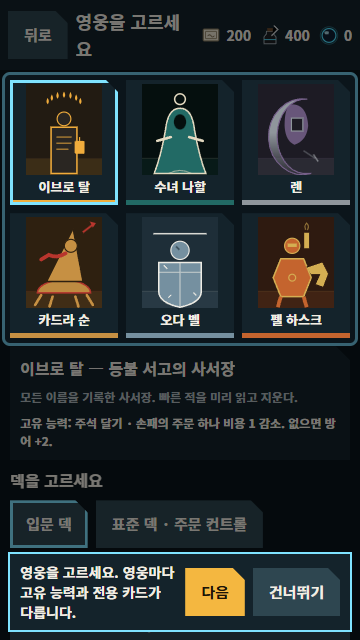 뒤로
영웅을 고르세
요
200
400
0
이브로 탈
수녀 나할
렌
카드라 순
오다 벨
펠 하스크
이브로 탈 — 등불 서고의 사서장
모든 이름을 기록한 사서장. 빠른 적을 미리 읽고 지운다.
고유 능력: 주석 달기 · 손패의 주문 하나 비용 1 감소. 없으면 방
어 +2.
덱을 고르세요
입문 덱
표준 덱 · 주문 컨트롤
영웅을 고르세요. 영웅마다
고유 능력과 전용 카드가
다릅니다.
다음
건너뛰기